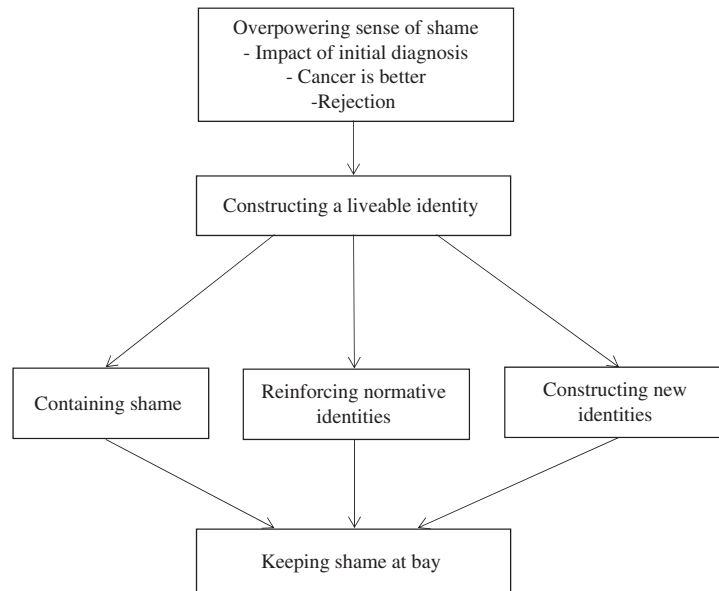 Overpowering sense of shame
- Impact of initial diagnosis
- Cancer is better
-Rejection
Constructing a liveable identity
Containing shame
Reinforcing normative
identities
Constructing new
identities
Keeping shame at bay